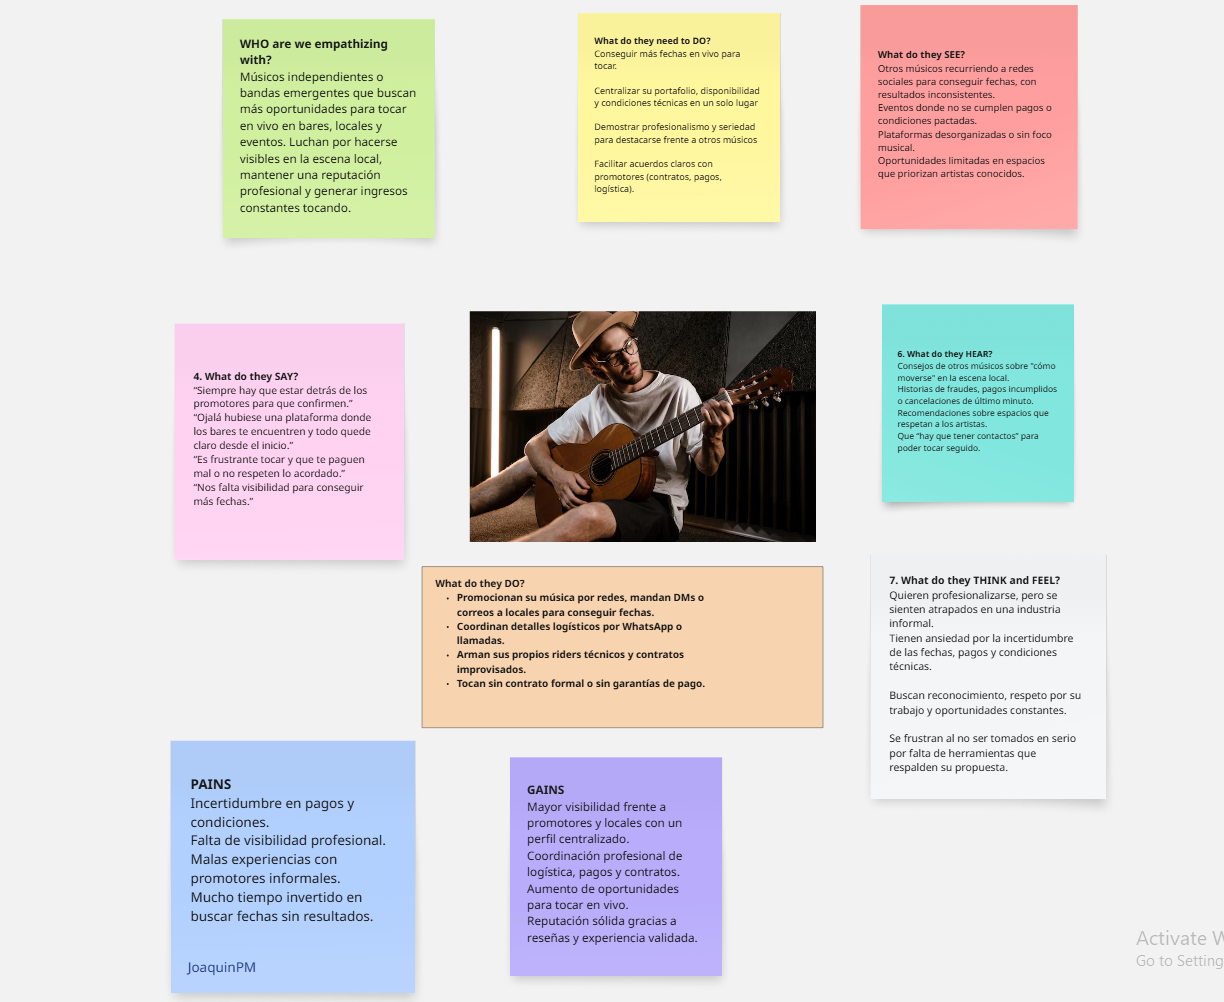 WHO are we empathizing
with?
Músicos independientes o
bandas emergentes que buscan
más oportunidades para tocar
en vivo en bares, locales y
eventos. Luchan por hacerse
visibles en la escena local,
mantener una reputación
profesional y generar ingresos
constantes tocando.
What do they need to DO?
Conseguir más fechas en vivo para
tocar.
Centralizar su portafolio, disponibilidad
y condiciones técnicas en un solo lugar
Demostrar profesionalismo y seriedad
para destacarse frente a otros músicos
Facilitar acuerdos claros con
promotores (contratos, pagos,
logística).
What do they SEE?
Otros músicos recurriendo a redes
sociales para conseguir fechas, con
resultados inconsistentes.
Eventos donde no se cumplen pagos o
condiciones pactadas.
Plataformas desorganizadas o sin foco
musical.
Oportunidades limitadas en espacios
que priorizan artistas conocidos.
4. What do they SAY?
“Siempre hay que estar detrás de los
promotores para que confirmen.”
“Ojalá hubiese una plataforma donde
los bares te encuentren y todo quede
claro desde el inicio.”
“Es frustrante tocar y que te paguen
mal o no respeten lo acordado.”
“Nos falta visibilidad para conseguir
más fechas.”
6. What do they HEAR?
Consejos de otros músicos sobre "cómo
moverse" en la escena local.
Historias de fraudes, pagos incumplidos
o cancelaciones de último minuto.
Recomendaciones sobre espacios que
respetan a los artistas.
Que “hay que tener contactos” para
poder tocar seguido.
What do they DO?
• Promocionan su música por redes, mandan DMs o
correos a locales para conseguir fechas.
• Coordinan detalles logísticos por WhatsApp o
llamadas.
• Arman sus propios riders técnicos y contratos
improvisados.
• Tocan sin contrato formal o sin garantías de pago.
7. What do they THINK and FEEL?
Quieren profesionalizarse, pero se
sienten atrapados en una industria
informal.
Tienen ansiedad por la incertidumbre
de las fechas, pagos y condiciones
técnicas.
Buscan reconocimiento, respeto por su
trabajo y oportunidades constantes.
Se frustran al no ser tomados en serio
por falta de herramientas que
respalden su propuesta.
PAINS
Incertidumbre en pagos y
condiciones.
Falta de visibilidad profesional.
Malas experiencias con
promotores informales.
Mucho tiempo invertido en
buscar fechas sin resultados.
JoaquinPM
GAINS
Mayor visibilidad frente a
promotores y locales con un
perfil centralizado.
Coordinación profesional de
logística, pagos y contratos.
Aumento de oportunidades
para tocar en vivo.
Reputación sólida gracias a
reseñas y experiencia validada.
Activate W
Go to Setting